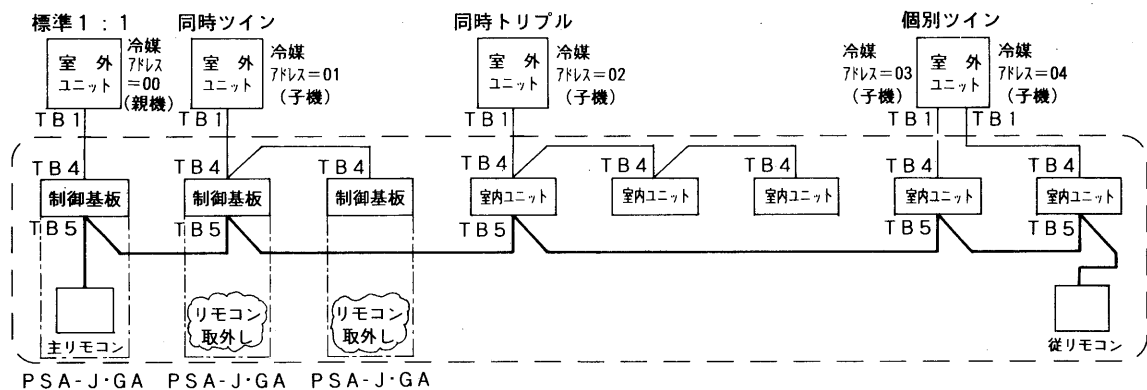 標準1:1
同時ツイン
同時トリプル
個別ツイン
室外
ユニット
冷媒
アドレス
=00
(親機)
室外
ユニット
冷媒
アドレス=01
(子機)
室外
ユニット
冷媒
アドレス=02
(子機)
冷媒
アドレス=03
(子機)
室外
ユニット
冷媒
アドレス=04
(子機)
TB1
TB1
TB1
TB1
TB1
TB4
TB4
TB4
TB4
TB4
TB4
TB4
TB4
制御基板
制御基板
制御基板
室内ユニット
室内ユニット
室内ユニット
室内ユニット
室内ユニット
TB5
TB5
TB5
TB5
TB5
リモコン
取外し
リモコン
取外し
主リモコン
従リモコン
PSA-J・GA
PSA-J・GA
PSA-J・GA